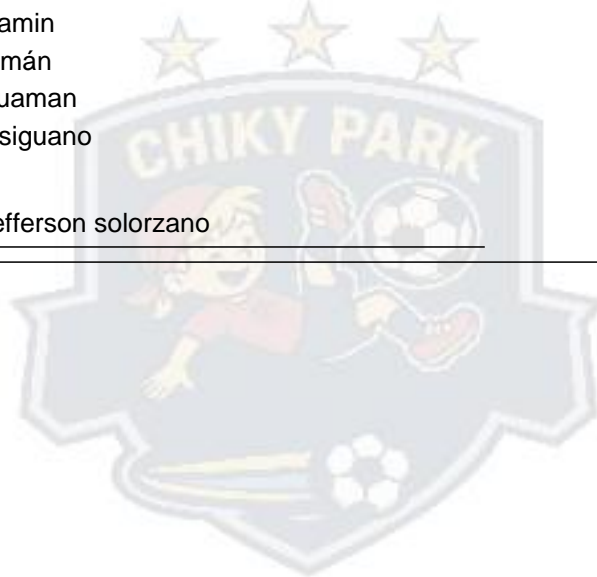 amin
mán
uaman
siguano
efferson solorzano
CHIKY PARK